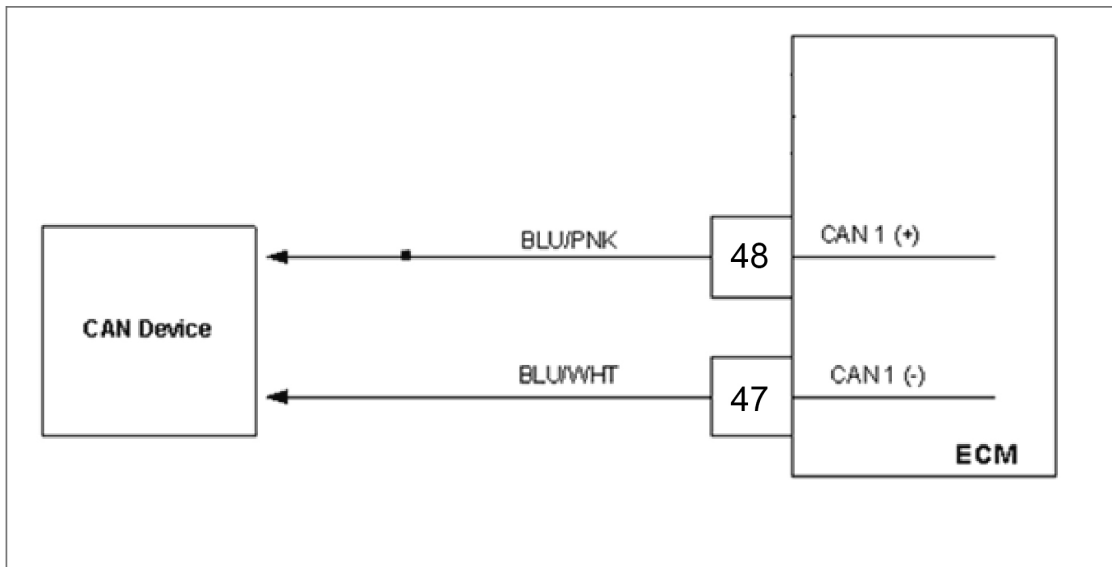 BLU/PNK
48
CAN 1 (+)
CAN Device
BLU/WHT
47
CAN 1 (-)
ECM